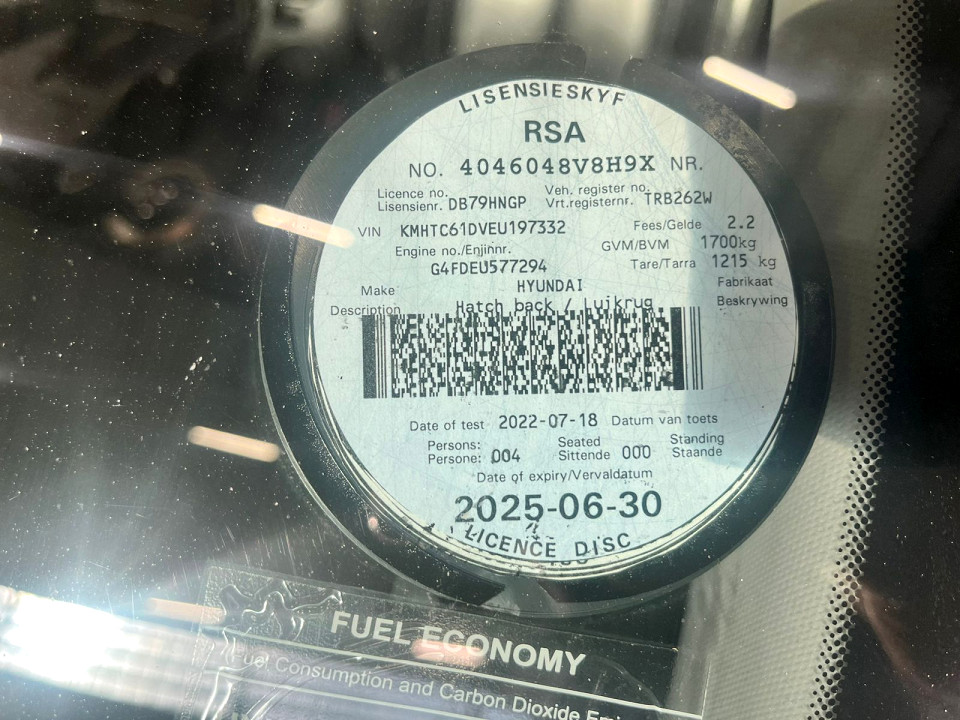 LISENSIESKYF
RSA
NO. 4046048V8H9X NR.
Licence no. Veh. register no.
Lisensienr. DB79HNGP Vrt.registernr. TRB262W
VIN KMHTC61DVEU197332 Fees/Gelde 2.2
Engine no./Enjinnr. GVM/BVM 1700kg
G4FDEU577294 Tare/Tarra 1215 kg
Make HYUNDAI Fabrikaat
Description Hatch back / Luikrug Beskrywing
Date of test 2022-07-18 Datum van toets
Persons: Seated Standing
Persone: 004 Sittende 000 Staande
Date of expiry/Vervaldatum
2025-06-30
LICENCE DISC
FUEL ECONOMY
Fuel Consumption and Carbon Dioxide